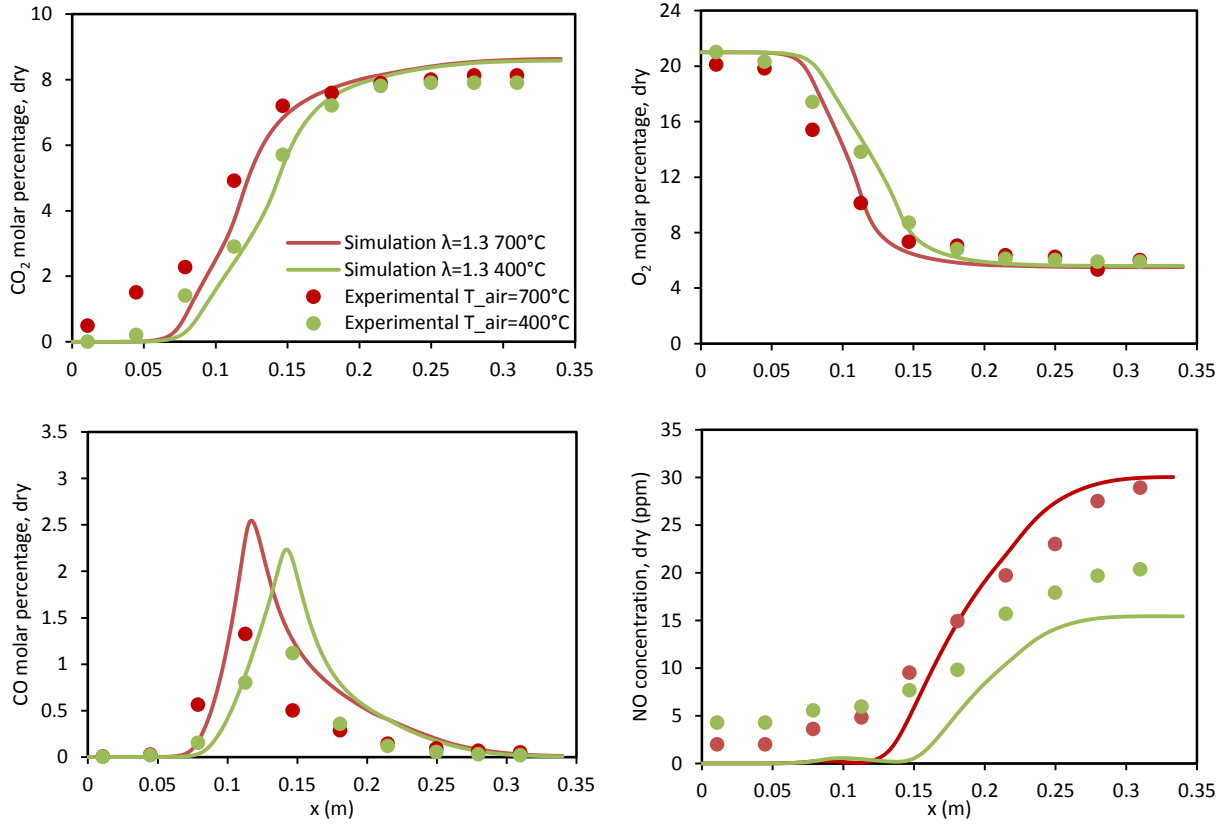 CO2 molar percentage, dry
10
8
6
4
2
0
0 0.05 0.1 0.15 0.2 0.25 0.3 0.35
Simulation λ=1.3 700°C
Simulation λ=1.3 400°C
Experimental T_air=700°C
Experimental T_air=400°C
O2 molar percentage, dry
24
20
16
12
8
4
0
0 0.05 0.1 0.15 0.2 0.25 0.3 0.35
CO molar percentage, dry
3.5
3
2.5
2
1.5
1
0.5
0
0 0.05 0.1 0.15 0.2 0.25 0.3 0.35
x (m)
NO concentration, dry (ppm)
35
30
25
20
15
10
5
0
0 0.05 0.1 0.15 0.2 0.25 0.3 0.35
x (m)